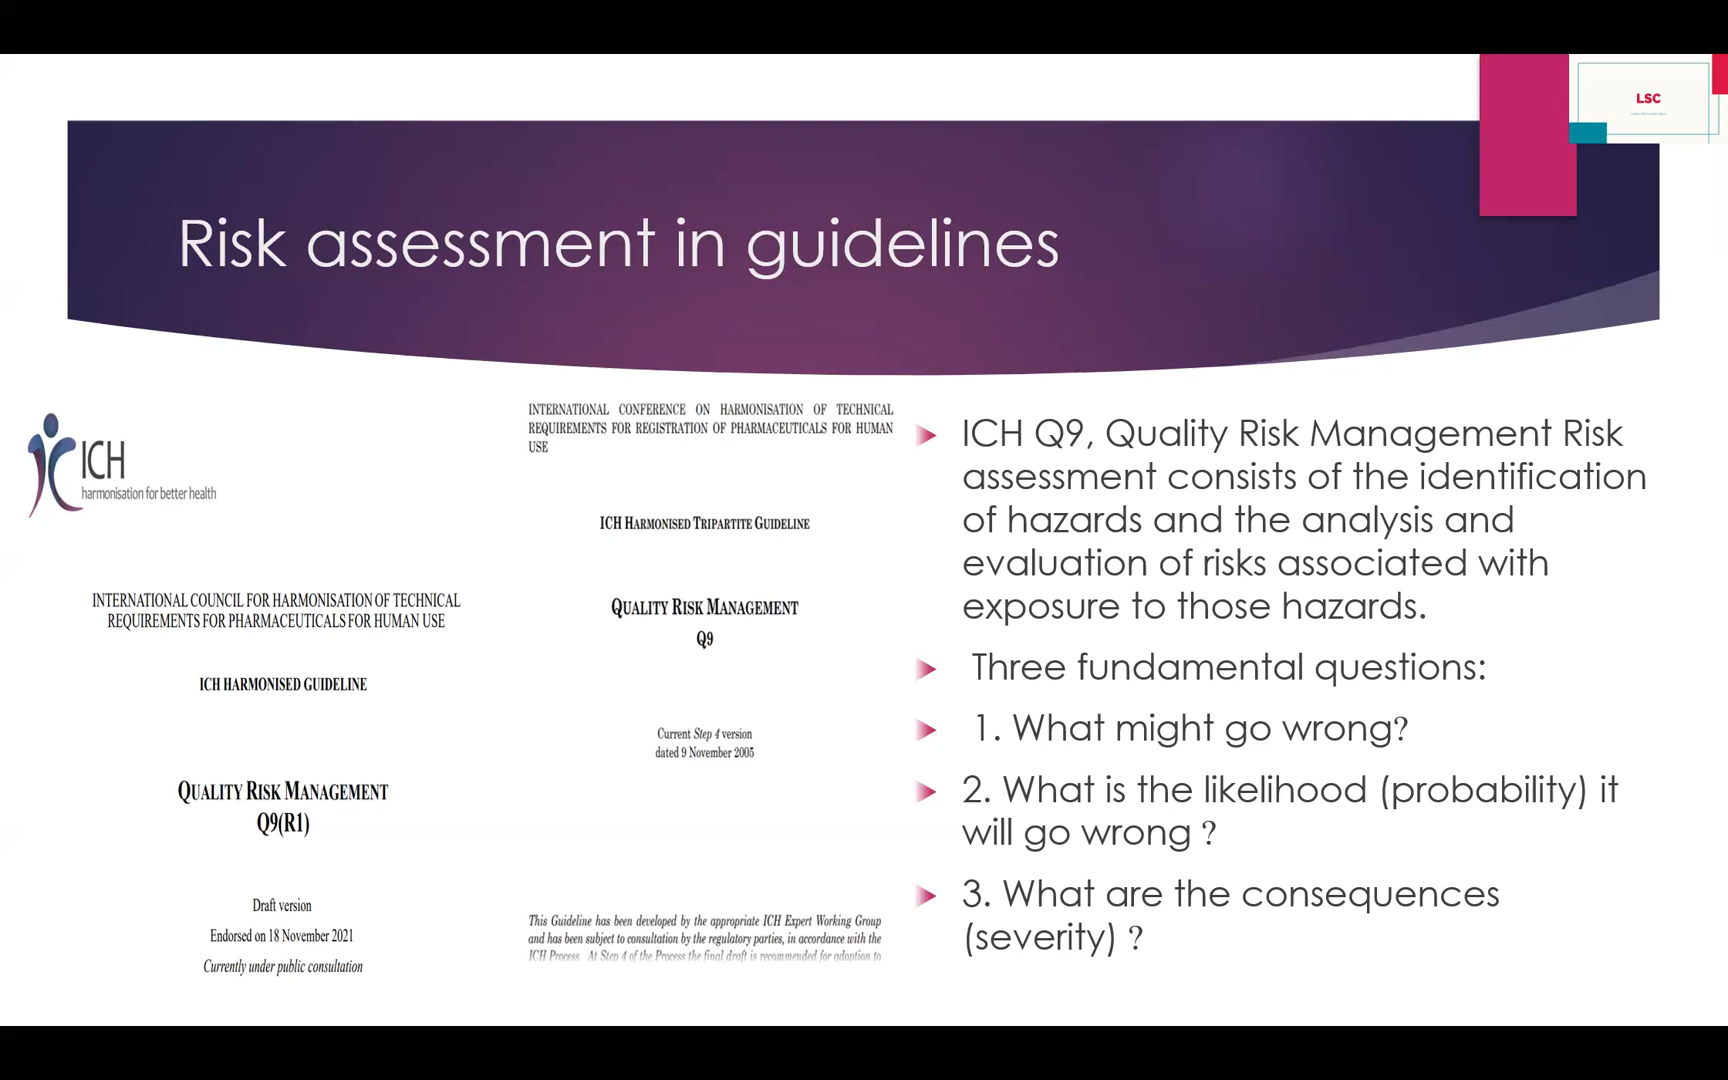 LSC
Risk assessment in guidelines
ICH
harmonisation for better health
INTERNATIONAL COUNCIL FOR HARMONISATION OF TECHNICAL
REQUIREMENTS FOR PHARMACEUTICALS FOR HUMAN USE
ICH HARMONISED GUIDELINE
QUALITY RISK MANAGEMENT
Q9(R1)
Draft version
Endorsed on 18 November 2021
Currently under public consultation
INTERNATIONAL CONFERENCE ON HARMONISATION OF TECHNICAL
REQUIREMENTS FOR REGISTRATION OF PHARMACEUTICALS FOR HUMAN
USE
ICH HARMONISED TRIPARTITE GUIDELINE
QUALITY RISK MANAGEMENT
Q9
Current Step 4 version
dated 9 November 2005
This Guideline has been developed by the appropriate ICH Expert Working Group
and has been subject to consultation by the regulatory parties, in accordance with the
ICH Process. At Step 4 of the Process the final draft is recommended for adoption to
ICH Q9, Quality Risk Management Risk
assessment consists of the identification
of hazards and the analysis and
evaluation of risks associated with
exposure to those hazards.
Three fundamental questions:
1. What might go wrong?
2. What is the likelihood (probability) it
will go wrong ?
3. What are the consequences
(severity) ?